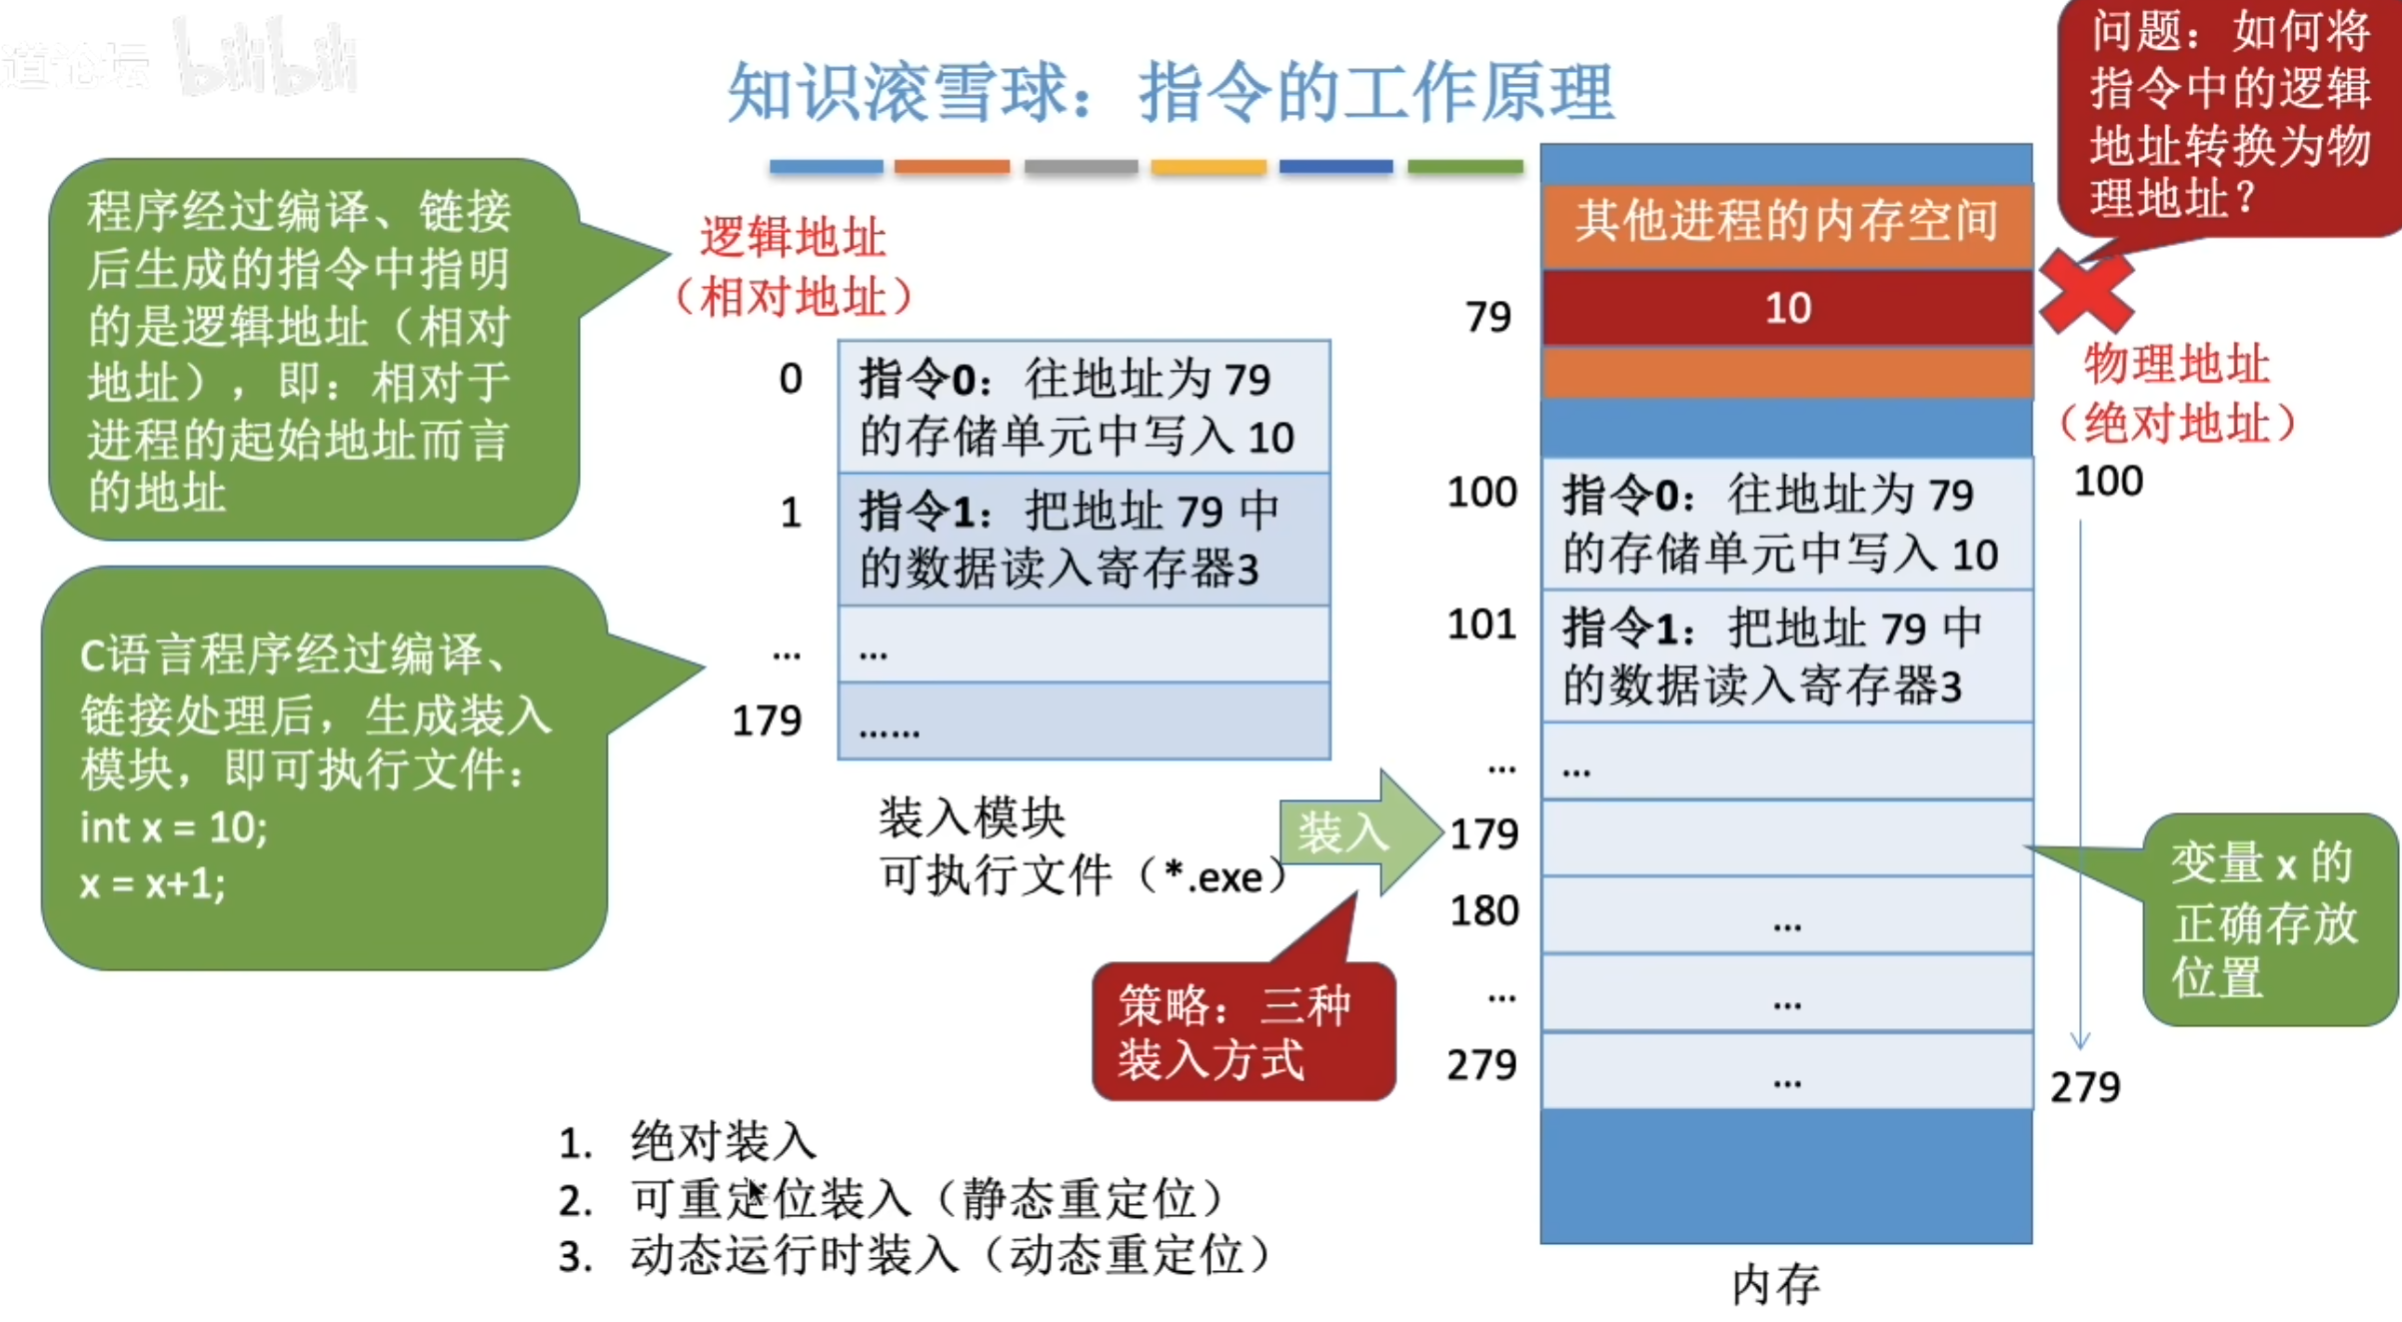 道论坛 bilibili
知识滚雪球：指令的工作原理
问题：如何将
指令中的逻辑
地址转换为物
理地址？
程序经过编译、链接
后生成的指令中指明
的是逻辑地址（相对
地址），即：相对于
进程的起始地址而言
的地址
C语言程序经过编译、
链接处理后，生成装入
模块，即可执行文件：
int x = 10;
x = x+1;
逻辑地址
（相对地址）
0
指令0：往地址为 79
的存储单元中写入 10
1
指令1：把地址 79 中
的数据读入寄存器3
...
...
179
......
装入模块
可执行文件（*.exe）
装入
策略：三种
装入方式
1. 绝对装入
2. 可重定位装入（静态重定位）
3. 动态运行时装入（动态重定位）
其他进程的内存空间
79
10
物理地址
（绝对地址）
100
指令0：往地址为 79
的存储单元中写入 10
101
指令1：把地址 79 中
的数据读入寄存器3
...
...
179
180
...
...
...
279
...
内存
100
279
变量 x 的
正确存放
位置